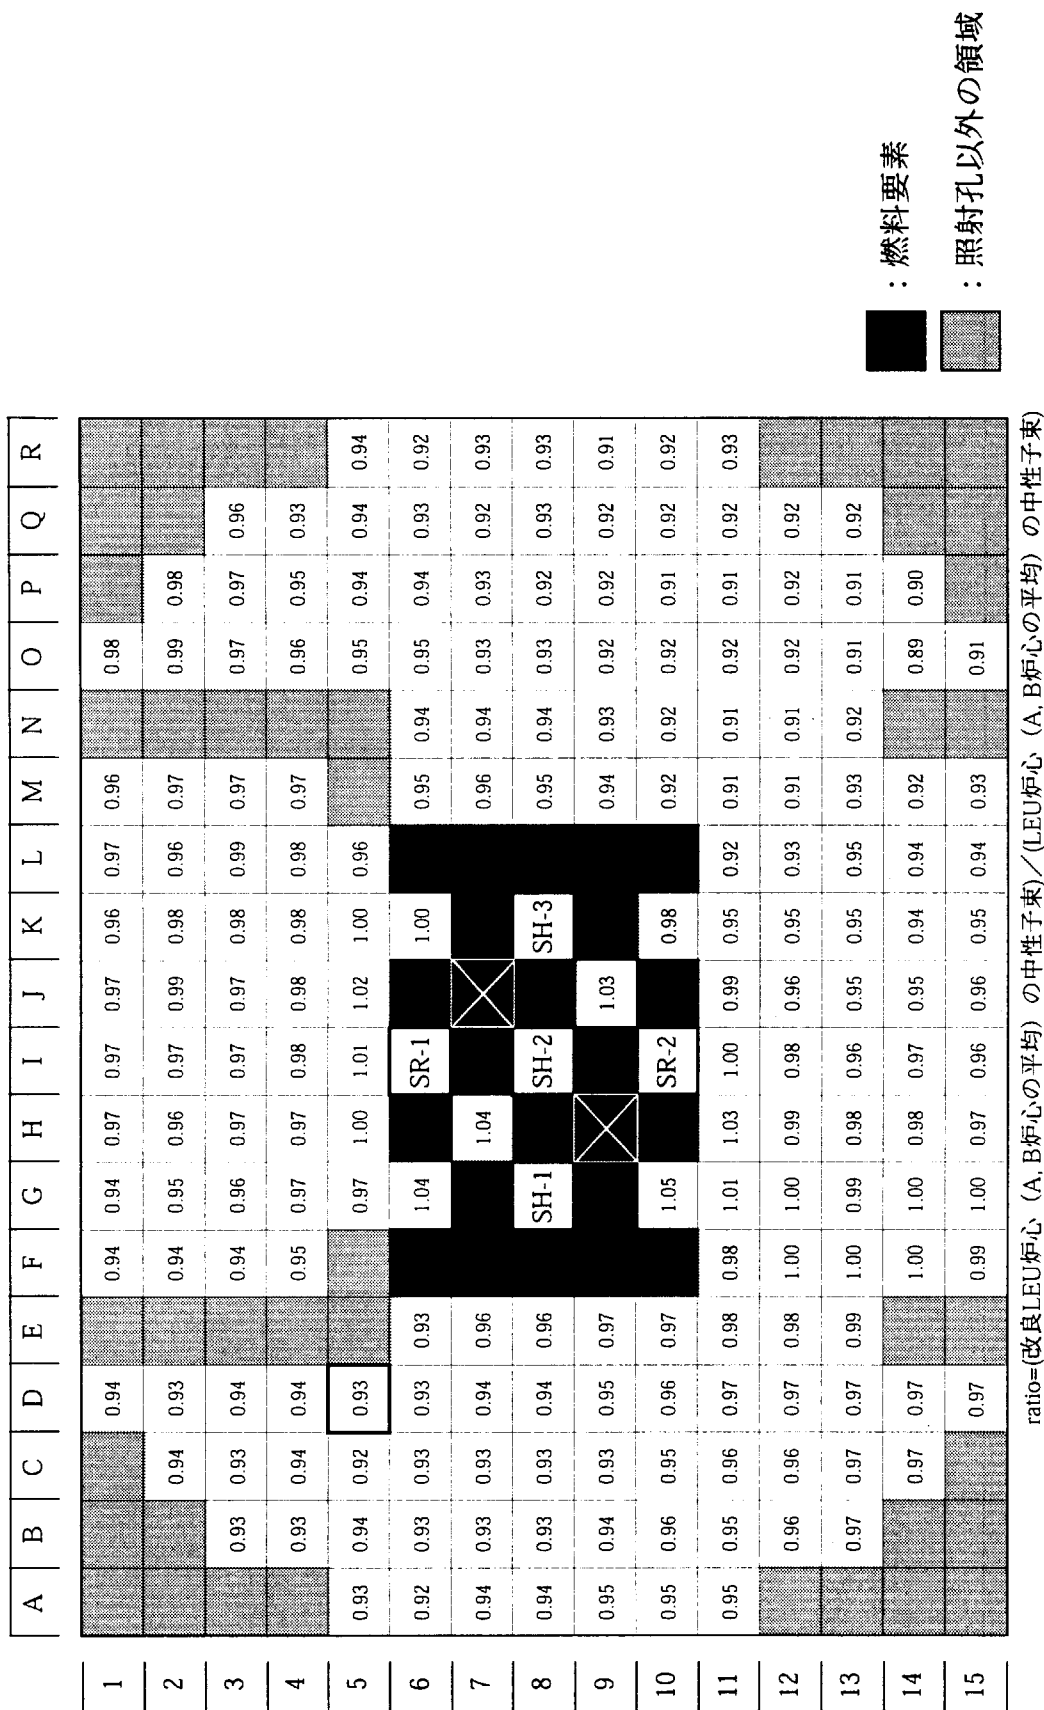 A B C D E F G H I J K L M N O P Q R
1 0.94 0.94 0.94 0.97 0.97 0.97 0.96 0.97 0.96 0.98
2 0.94 0.93 0.94 0.95 0.96 0.97 0.99 0.98 0.96 0.97 0.99 0.98
3 0.93 0.93 0.94 0.94 0.96 0.97 0.97 0.97 0.98 0.99 0.97 0.97 0.97 0.96
4 0.93 0.94 0.94 0.95 0.97 0.97 0.98 0.98 0.98 0.98 0.97 0.96 0.95 0.93
5 0.93 0.94 0.92 0.93 0.97 1.00 1.01 1.02 1.00 0.96 0.95 0.94 0.94 0.94
6 0.92 0.93 0.93 0.93 0.93 1.04 SR-1 1.00 0.95 0.94 0.95 0.94 0.93 0.92
7 0.94 0.93 0.93 0.94 0.96 1.04 0.96 0.94 0.93 0.93 0.92 0.93
8 0.94 0.93 0.93 0.94 0.96 SH-1 SH-2 SH-3 0.95 0.94 0.93 0.92 0.93 0.93
9 0.95 0.94 0.93 0.95 0.97 1.03 0.94 0.93 0.92 0.92 0.92 0.91
10 0.95 0.96 0.95 0.96 0.97 1.05 SR-2 0.98 0.92 0.92 0.92 0.91 0.92 0.92
11 0.95 0.95 0.96 0.97 0.98 0.98 1.01 1.03 1.00 0.99 0.95 0.92 0.91 0.91 0.92 0.91 0.92 0.93
12 0.96 0.96 0.97 0.98 1.00 1.00 0.99 0.98 0.96 0.95 0.93 0.91 0.91 0.92 0.92 0.92
13 0.97 0.97 0.97 0.99 1.00 0.99 0.98 0.96 0.95 0.95 0.95 0.93 0.92 0.91 0.91 0.92
14 0.97 0.97 1.00 1.00 0.98 0.97 0.95 0.94 0.94 0.92 0.89 0.90
15 0.97 0.99 1.00 0.97 0.96 0.96 0.95 0.94 0.93 0.91
：燃料要素
：照射孔以外の領域
ratio=(改良LEU炉心（A, B炉心の平均）の中性子束)／(LEU炉心（A, B炉心の平均）の中性子束)